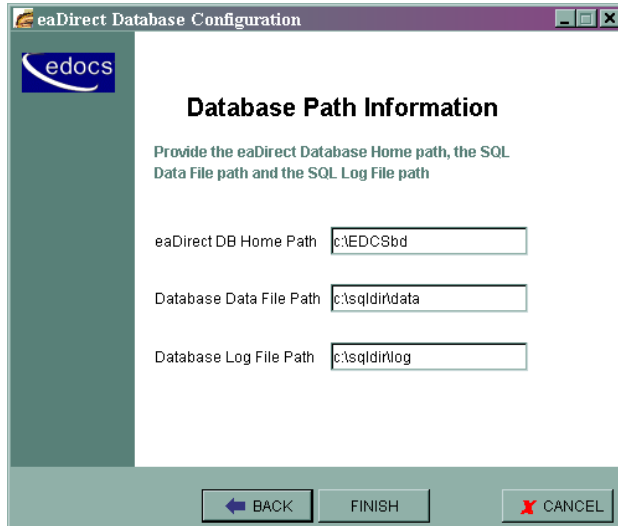 eaDirect Database Configuration
edocs
Database Path Information
Provide the eaDirect Database Home path, the SQL
Data File path and the SQL Log File path
eaDirect DB Home Path c:\EDCSbd
Database Data File Path c:\sqldir\data
Database Log File Path c:\sqldir\log
BACK FINISH CANCEL